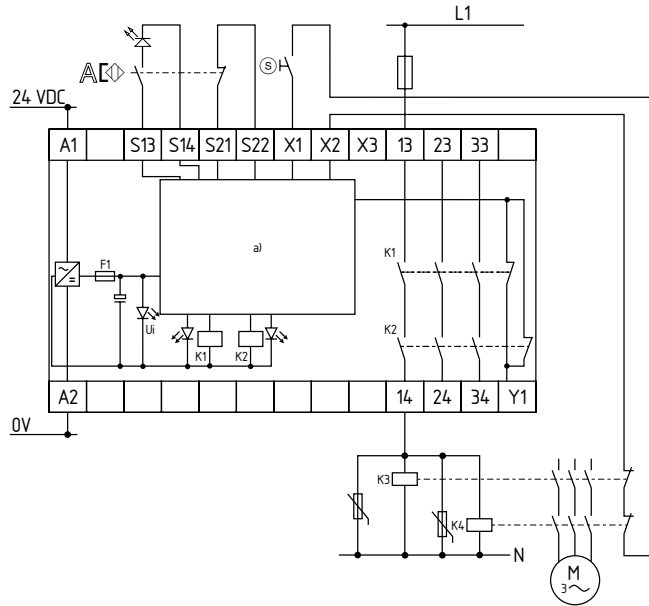 L1
A
S
24 VDC
A1 S13 S14 S21 S22 X1 X2 X3 13 23 33
a)
K1
F1
Ui
K1 K2
K2
A2 14 24 34 Y1
0V
K3
K4
N
M
3